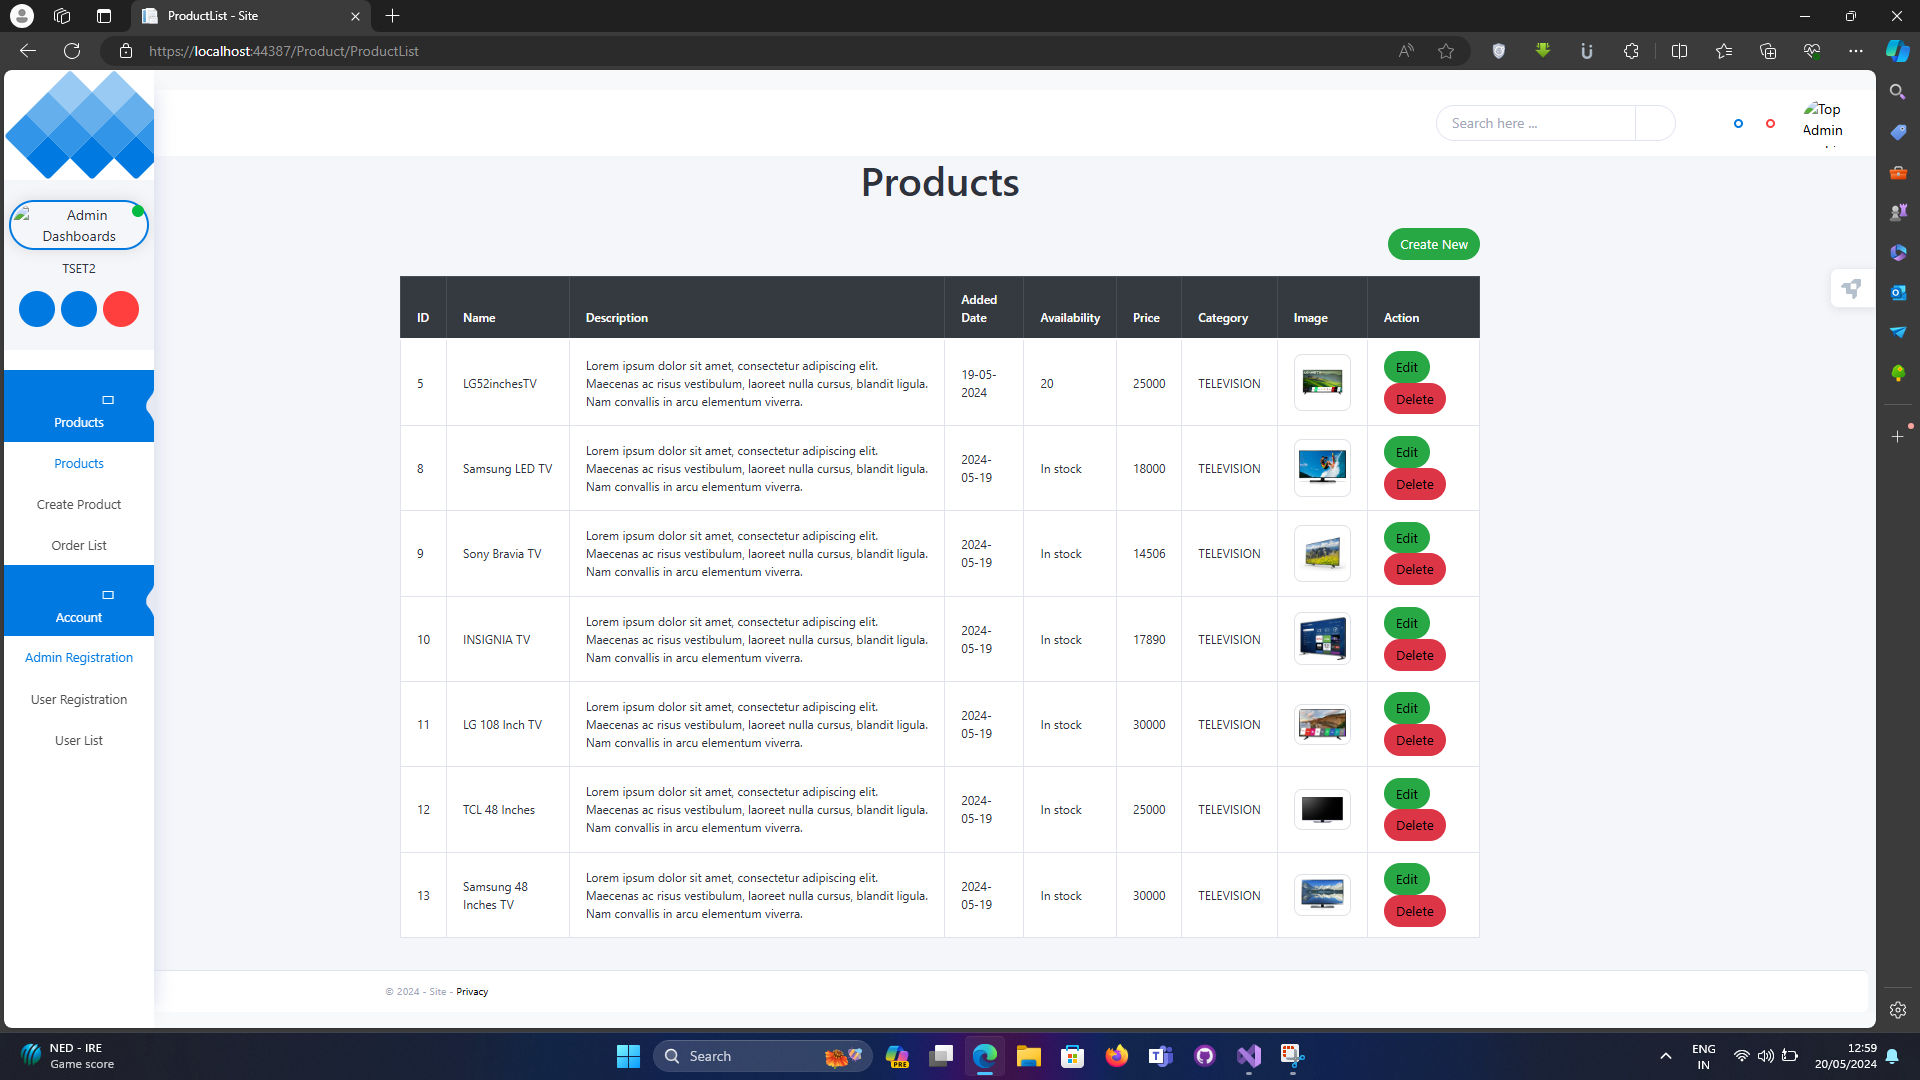 ProductList - Site
https://localhost:44387/Product/ProductList
Search here ...
Top
Admin
Admin
Dashboards
TSET2
Products
Products
Create Product
Order List
Account
Admin Registration
User Registration
User List
Products
Create New
ID Name Description Added Date Availability Price Category Image Action
5 LG52inchesTV Lorem ipsum dolor sit amet, consectetur adipiscing elit.
Maecenas ac risus vestibulum, laoreet nulla cursus, blandit ligula.
Nam convallis in arcu elementum viverra.
19-05-
2024
20 25000 TELEVISION Edit
Delete
8 Samsung LED TV Lorem ipsum dolor sit amet, consectetur adipiscing elit.
Maecenas ac risus vestibulum, laoreet nulla cursus, blandit ligula.
Nam convallis in arcu elementum viverra.
2024-
05-19
In stock 18000 TELEVISION Edit
Delete
9 Sony Bravia TV Lorem ipsum dolor sit amet, consectetur adipiscing elit.
Maecenas ac risus vestibulum, laoreet nulla cursus, blandit ligula.
Nam convallis in arcu elementum viverra.
2024-
05-19
In stock 14506 TELEVISION Edit
Delete
10 INSIGNIA TV Lorem ipsum dolor sit amet, consectetur adipiscing elit.
Maecenas ac risus vestibulum, laoreet nulla cursus, blandit ligula.
Nam convallis in arcu elementum viverra.
2024-
05-19
In stock 17890 TELEVISION Edit
Delete
11 LG 108 Inch TV Lorem ipsum dolor sit amet, consectetur adipiscing elit.
Maecenas ac risus vestibulum, laoreet nulla cursus, blandit ligula.
Nam convallis in arcu elementum viverra.
2024-
05-19
In stock 30000 TELEVISION Edit
Delete
12 TCL 48 Inches Lorem ipsum dolor sit amet, consectetur adipiscing elit.
Maecenas ac risus vestibulum, laoreet nulla cursus, blandit ligula.
Nam convallis in arcu elementum viverra.
2024-
05-19
In stock 25000 TELEVISION Edit
Delete
13 Samsung 48
Inches TV
Lorem ipsum dolor sit amet, consectetur adipiscing elit.
Maecenas ac risus vestibulum, laoreet nulla cursus, blandit ligula.
Nam convallis in arcu elementum viverra.
2024-
05-19
In stock 30000 TELEVISION Edit
Delete
© 2024 - Site - Privacy
NED - IRE
Game score
Search
PRE
ENG
IN
12:59
20/05/2024